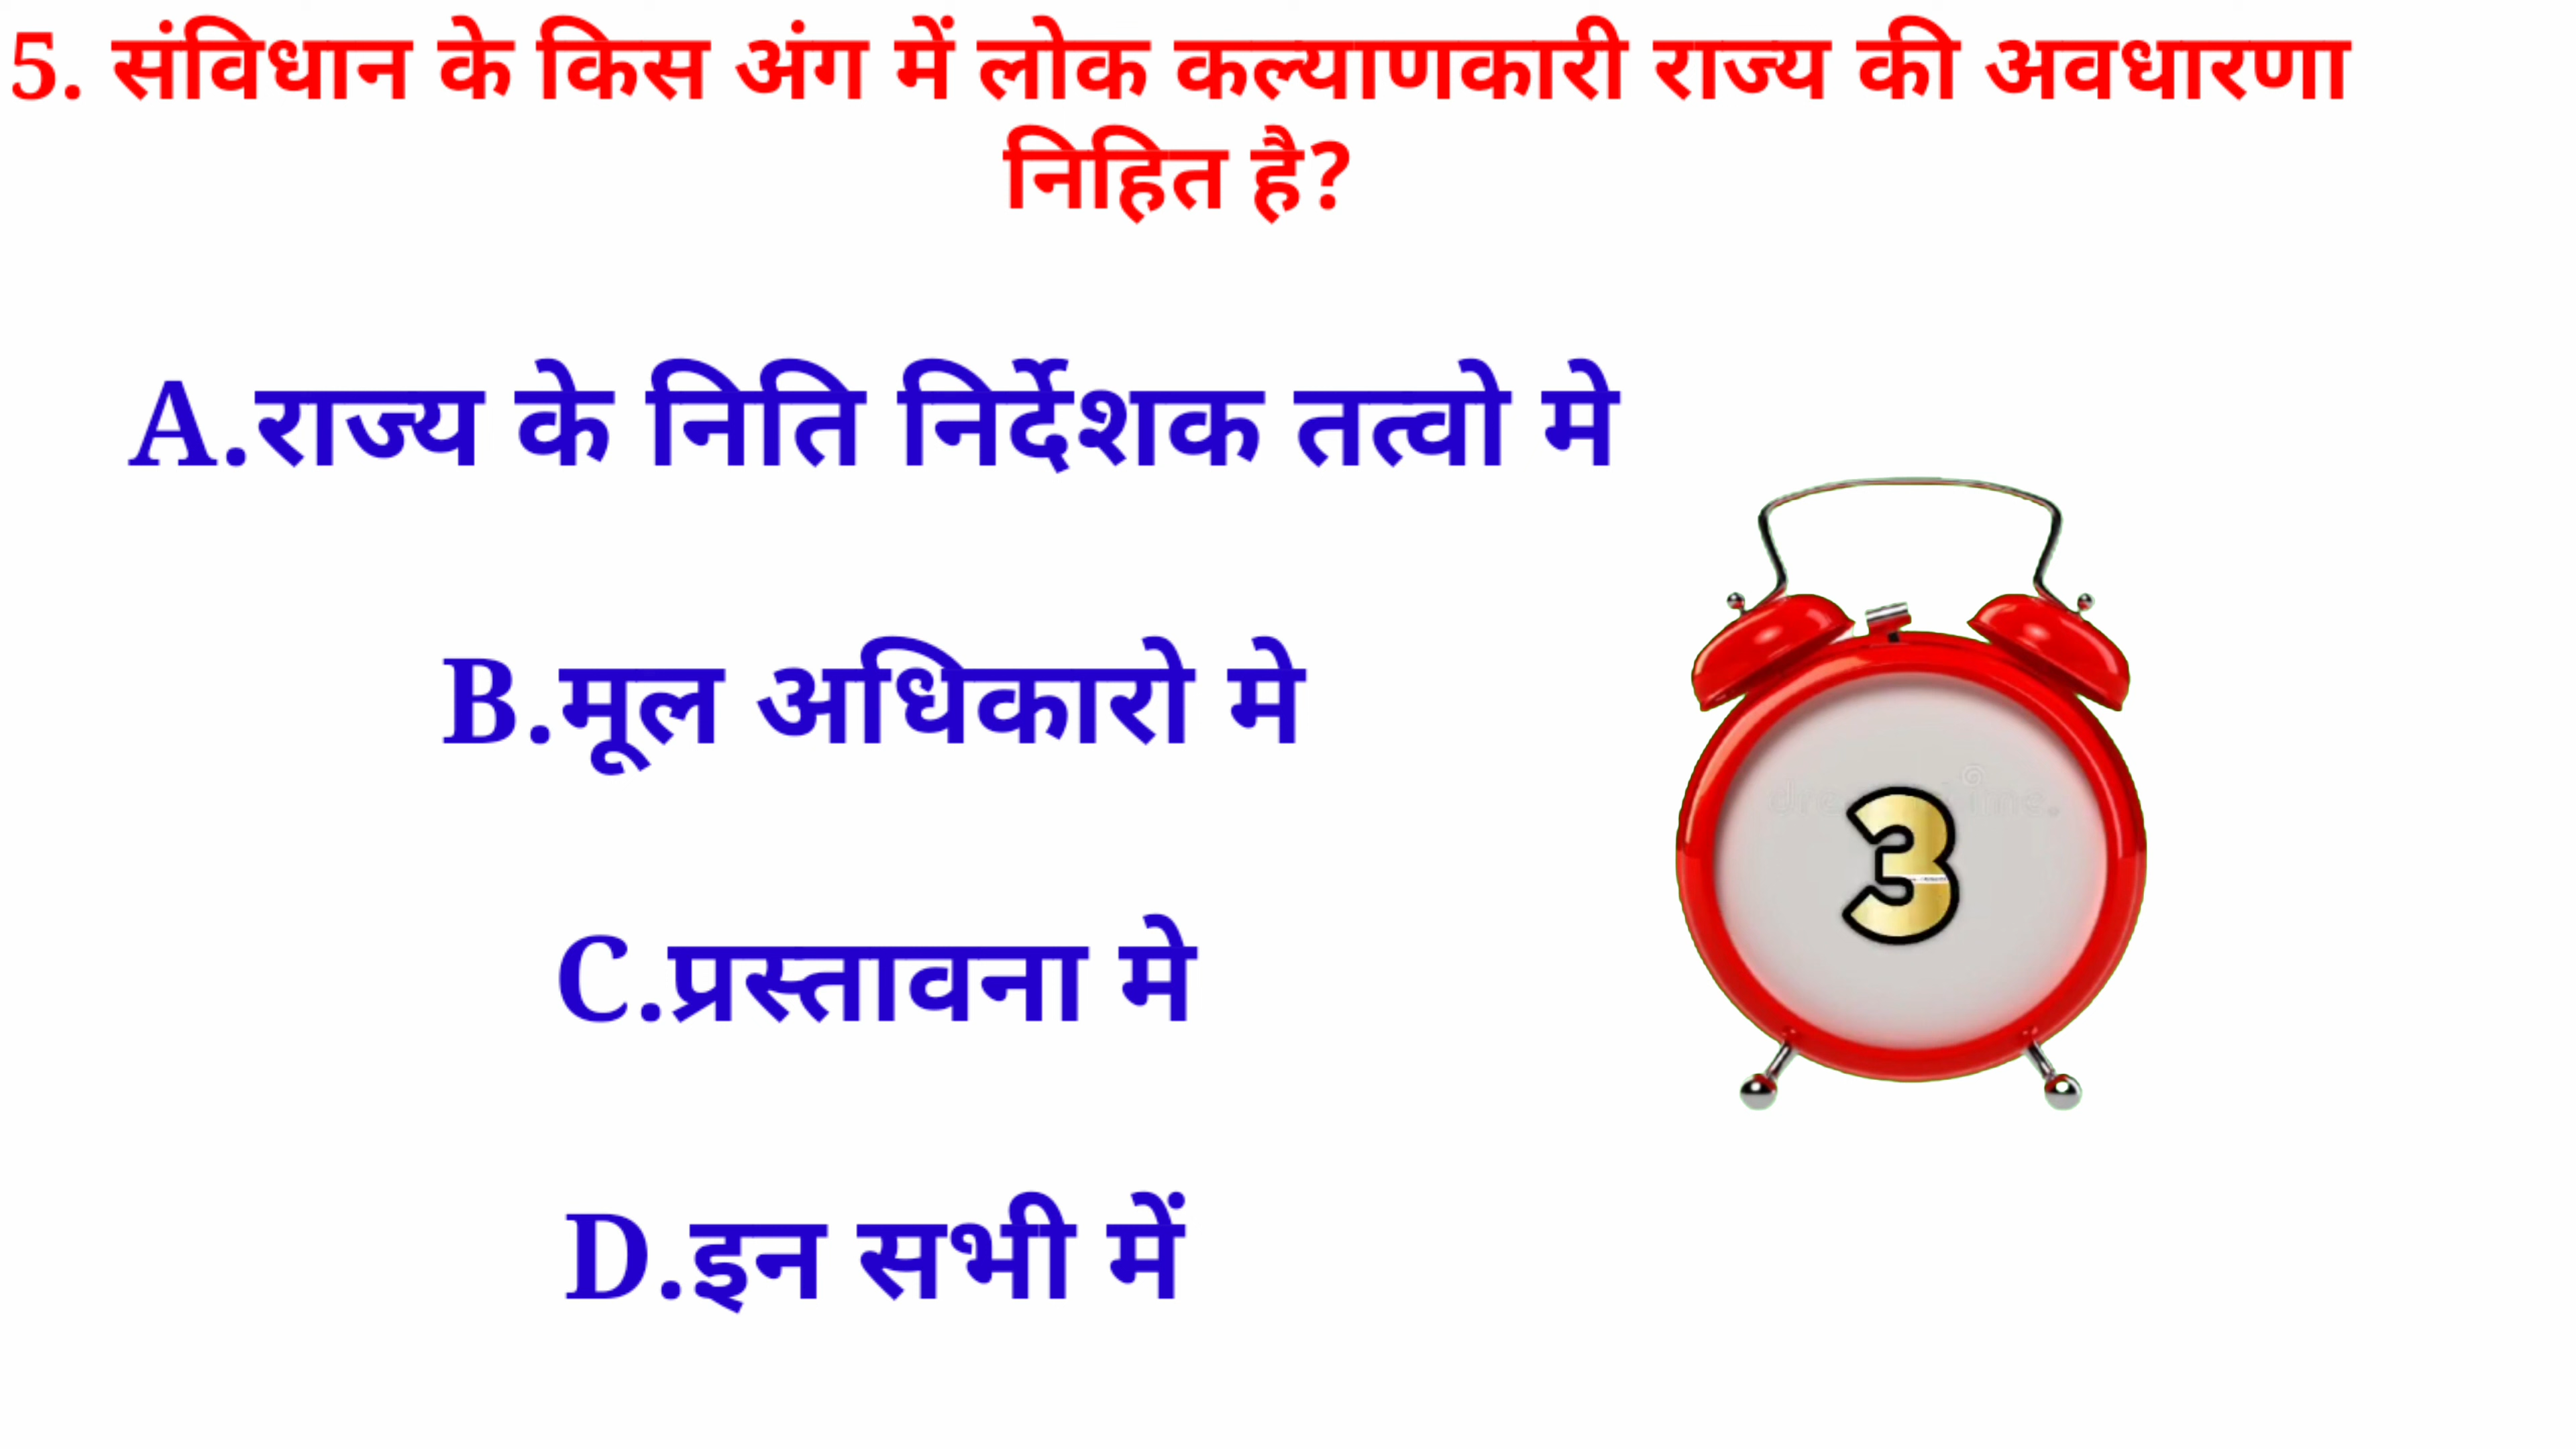 5. संविधान के किस अंग में लोक कल्याणकारी राज्य की अवधारणा
निहित है?
A.राज्य के निति निर्देशक तत्वो मे
B.मूल अधिकारो मे
C.प्रस्तावना मे
D.इन सभी में
3